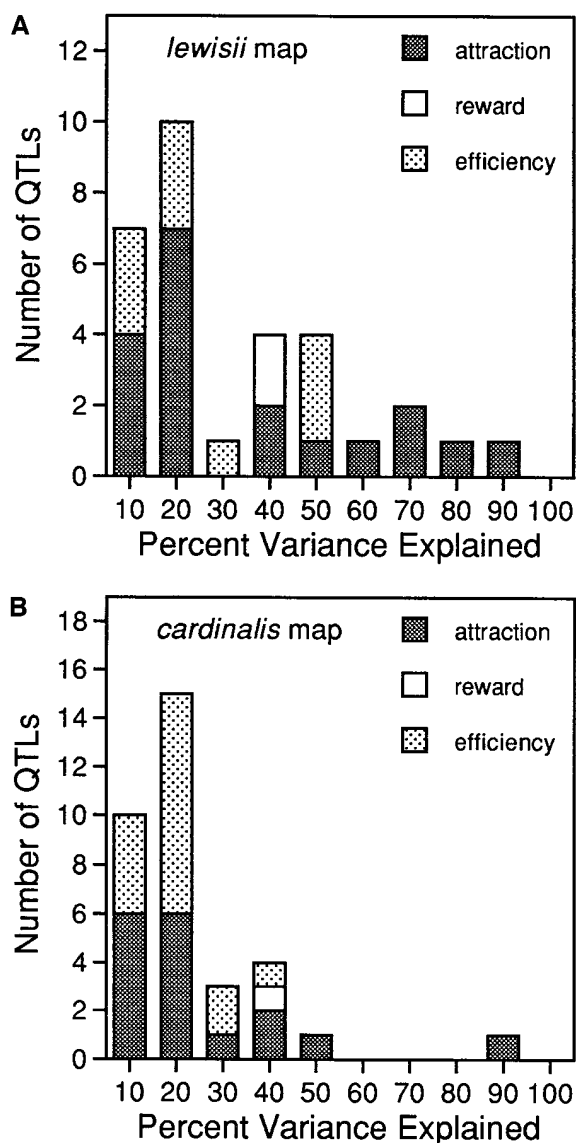 A
lewisii map
attraction
reward
efficiency
12
10
8
6
4
2
0
Number of QTLs
10 20 30 40 50 60 70 80 90 100
Percent Variance Explained
B
cardinalis map
attraction
reward
efficiency
18
16
14
12
10
8
6
4
2
0
Number of QTLs
10 20 30 40 50 60 70 80 90 100
Percent Variance Explained